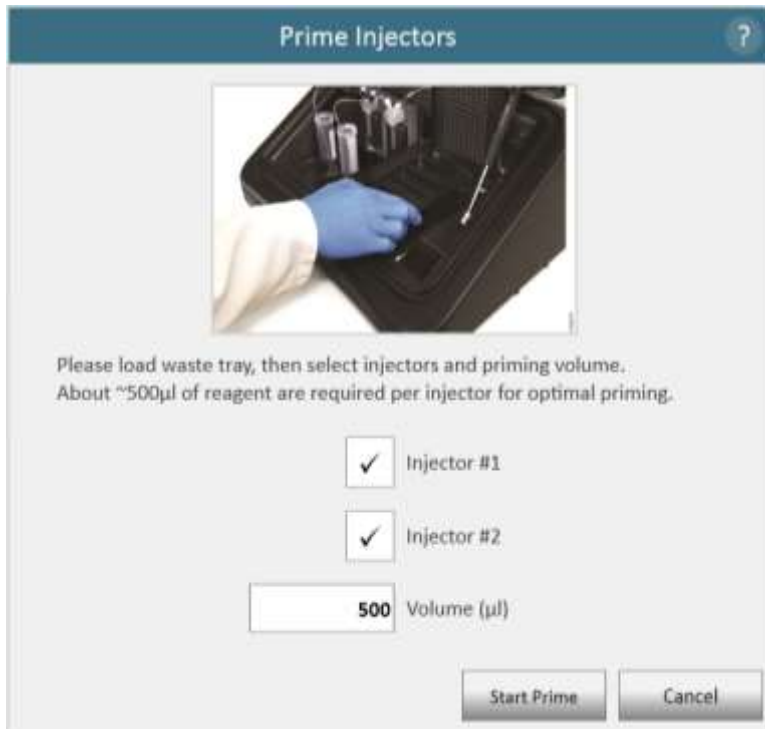 Prime Injectors
?
Please load waste tray, then select injectors and priming volume.
About ~500µl of reagent are required per injector for optimal priming.
✓ Injector #1
✓ Injector #2
500 Volume (µl)
Start Prime
Cancel